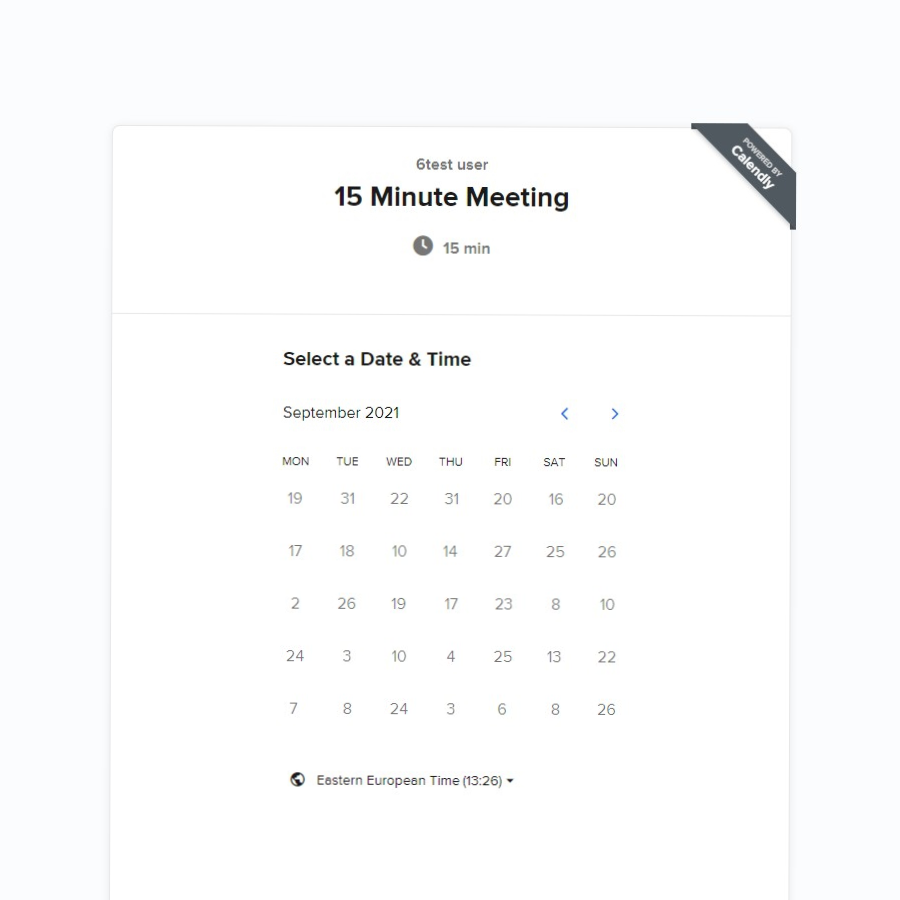 POWERED BY
Calendly
6test user
15 Minute Meeting
15 min
Select a Date & Time
September 2021
MON TUE WED THU FRI SAT SUN
19 31 22 31 20 16 20
17 18 10 14 27 25 26
2 26 19 17 23 8 10
24 3 10 4 25 13 22
7 8 24 3 6 8 26
Eastern European Time (13:26)